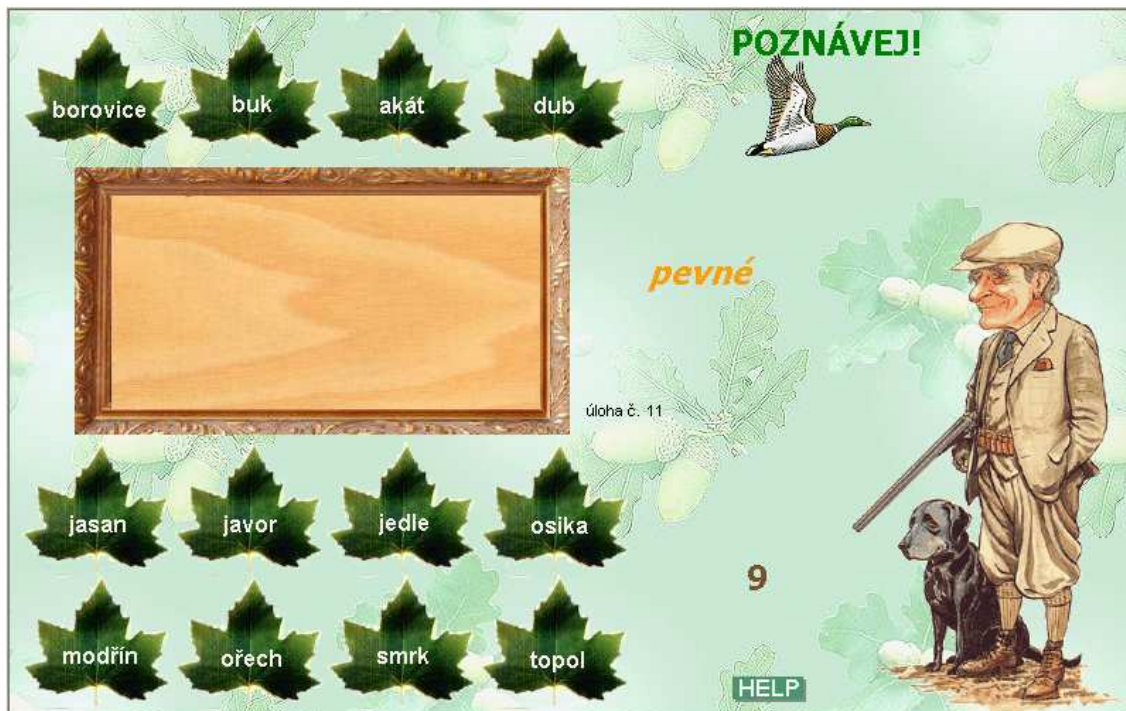 POZNÁVEJ!
borovice
buk
akát
dub
pevné
úloha č. 11
jasan
javor
jedle
osika
9
modřín
ořech
smrk
topol
HELP